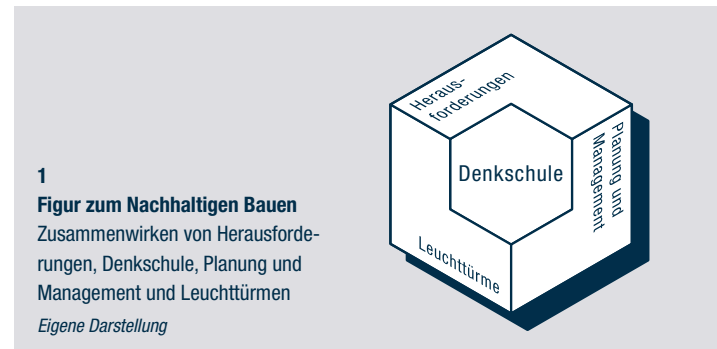 1
Figur zum Nachhaltigen Bauen
Zusammenwirken von Herausforde-
rungen, Denkschule, Planung und
Management und Leuchttürmen
Eigene Darstellung
Heraus-
forderungen
Denkschule
Planung und
Management
Leuchttürme